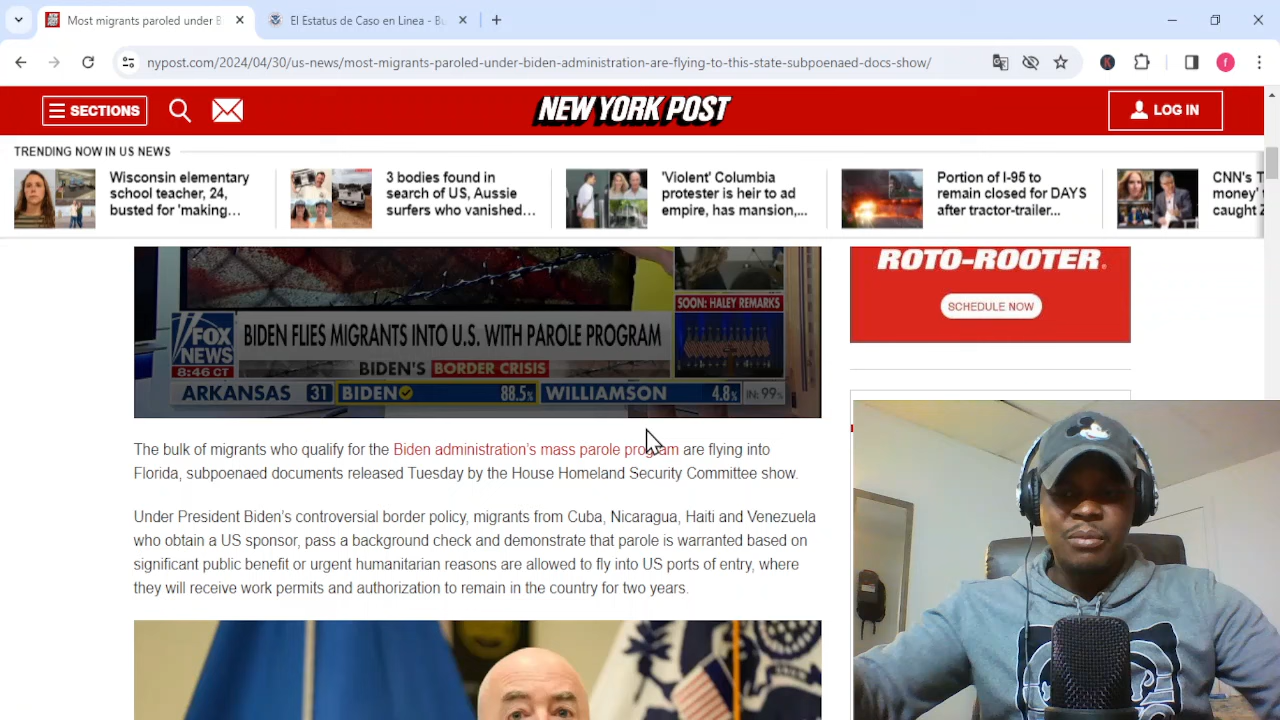 Most migrants paroled under B
El Estatus de Caso en Linea - Bu
nypost.com/2024/04/30/us-news/most-migrants-paroled-under-biden-administration-are-flying-to-this-state-subpoenaed-docs-show/
SECTIONS
NEW YORK POST
LOG IN
TRENDING NOW IN US NEWS
Wisconsin elementary
school teacher, 24,
busted for 'making...
3 bodies found in
search of US, Aussie
surfers who vanished...
'Violent' Columbia
protester is heir to ad
empire, has mansion,...
Portion of I-95 to
remain closed for DAYS
after tractor-trailer...
CNN's T
money'
caught Z
SOON: HALEY REMARKS
FOX
NEWS
8:46 CT
BIDEN FLIES MIGRANTS INTO U.S. WITH PAROLE PROGRAM
BIDEN'S BORDER CRISIS
ARKANSAS 31 BIDEN 88.5% WILLIAMSON 4.8% IN: 99%
ROTO-ROOTER
SCHEDULE NOW
The bulk of migrants who qualify for the Biden administration's mass parole program are flying into
Florida, subpoenaed documents released Tuesday by the House Homeland Security Committee show.
Under President Biden's controversial border policy, migrants from Cuba, Nicaragua, Haiti and Venezuela
who obtain a US sponsor, pass a background check and demonstrate that parole is warranted based on
significant public benefit or urgent humanitarian reasons are allowed to fly into US ports of entry, where
they will receive work permits and authorization to remain in the country for two years.